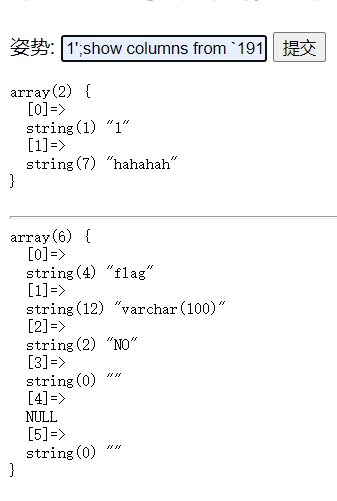 姿势: 1';show columns from `191 提交
array(2) {
[0]=>
string(1) "1"
[1]=>
string(7) "hahahah"
}
array(6) {
[0]=>
string(4) "flag"
[1]=>
string(12) "varchar(100)"
[2]=>
string(2) "NO"
[3]=>
string(0) ""
[4]=>
NULL
[5]=>
string(0) ""
}